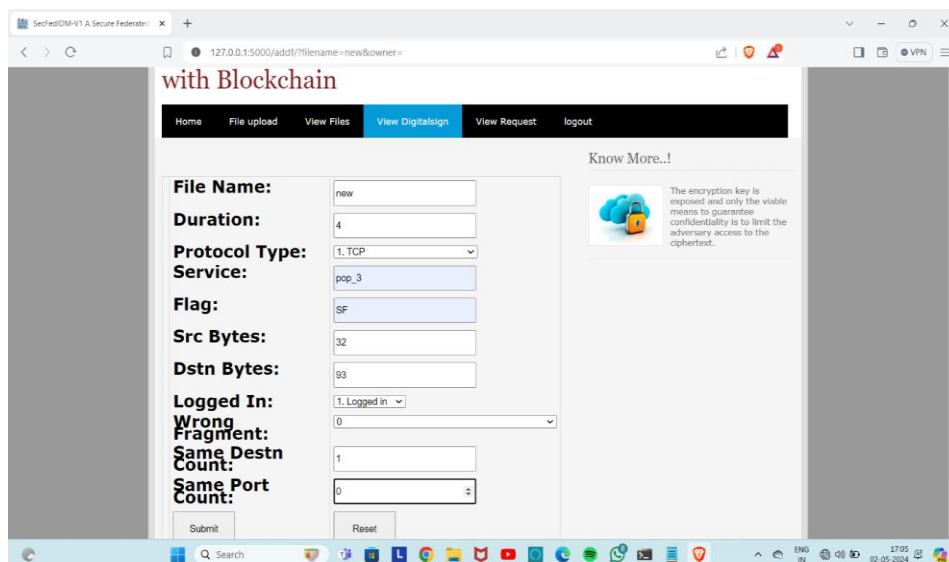 SecFedIDM-V1 A Secure Federated
127.0.0.1:5000/addf/?filename=new&owner=
VPN
with Blockchain
Home File upload View Files View Digitalsign View Request logout
Know More..!
The encryption key is
exposed and only the viable
means to guarantee
confidentiality is to limit the
adversary access to the
ciphertext.
File Name: new
Duration: 4
Protocol Type: 1. TCP
Service: pop_3
Flag: SF
Src Bytes: 32
Dstn Bytes: 93
Logged In: 1. Logged in
Wrong
Fragment: 0
Same Destn
Count: 1
Same Port
Count: 0
Submit Reset
Search
L
ENG
IN
17:05
02-05-2024